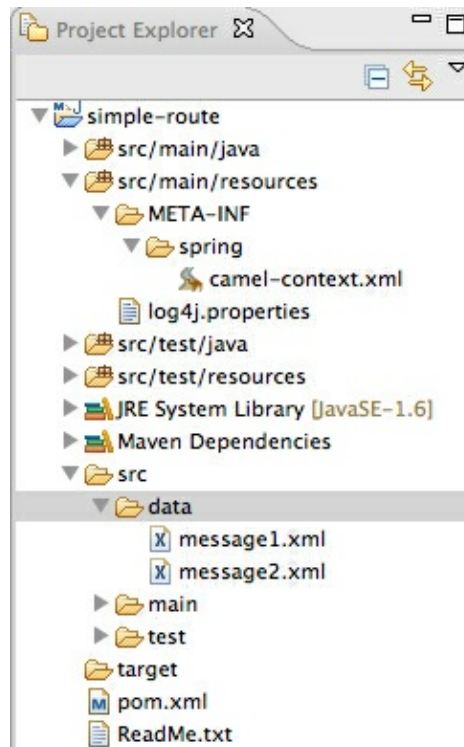 Project Explorer
simple-route
src/main/java
src/main/resources
META-INF
spring
camel-context.xml
log4j.properties
src/test/java
src/test/resources
JRE System Library [JavaSE-1.6]
Maven Dependencies
src
data
message1.xml
message2.xml
main
test
target
pom.xml
ReadMe.txt